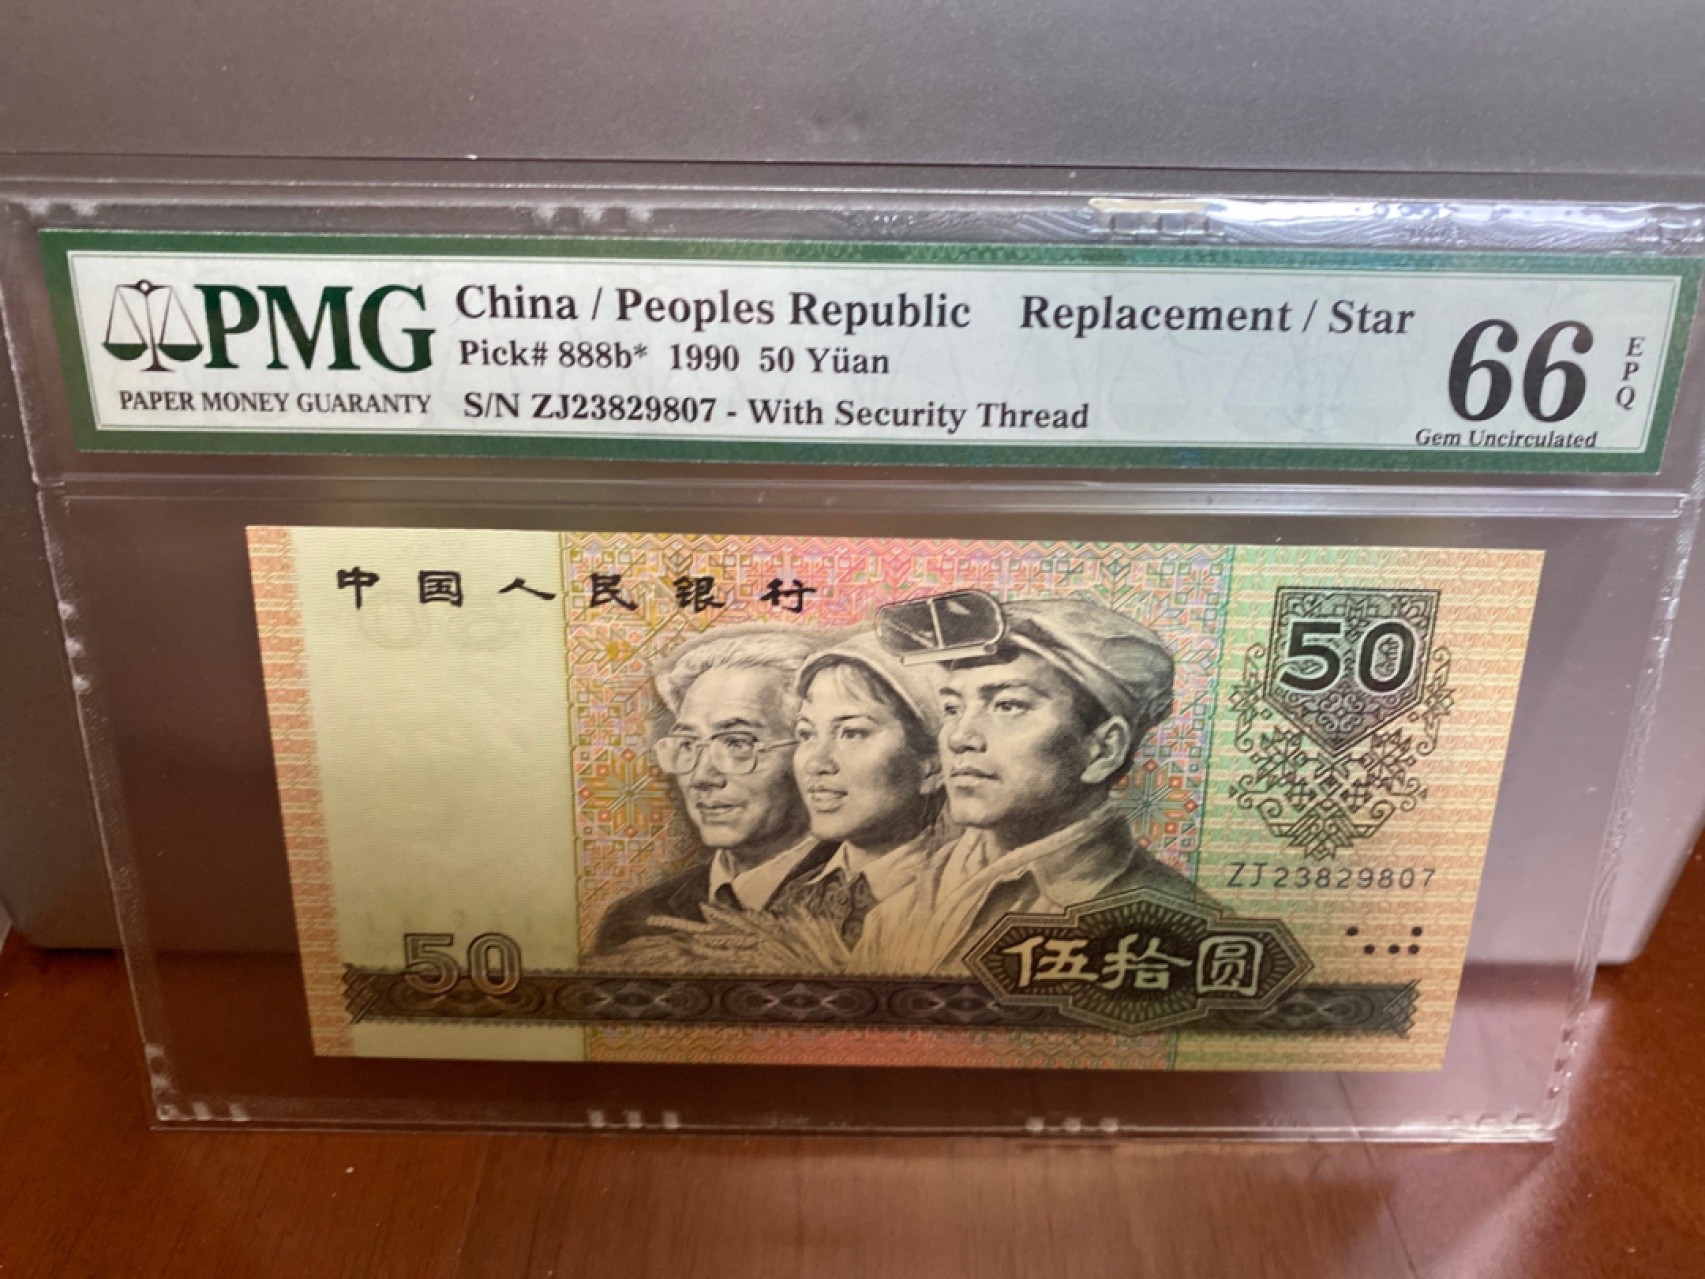 PMG
PAPER MONEY GUARANTY
China / Peoples Republic Replacement / Star
Pick# 888b* 1990 50 Yüan
S/N ZJ23829807 - With Security Thread
66
EPQ
Gem Uncirculated
中国人民银行
50
ZJ23829807
50
伍拾圆